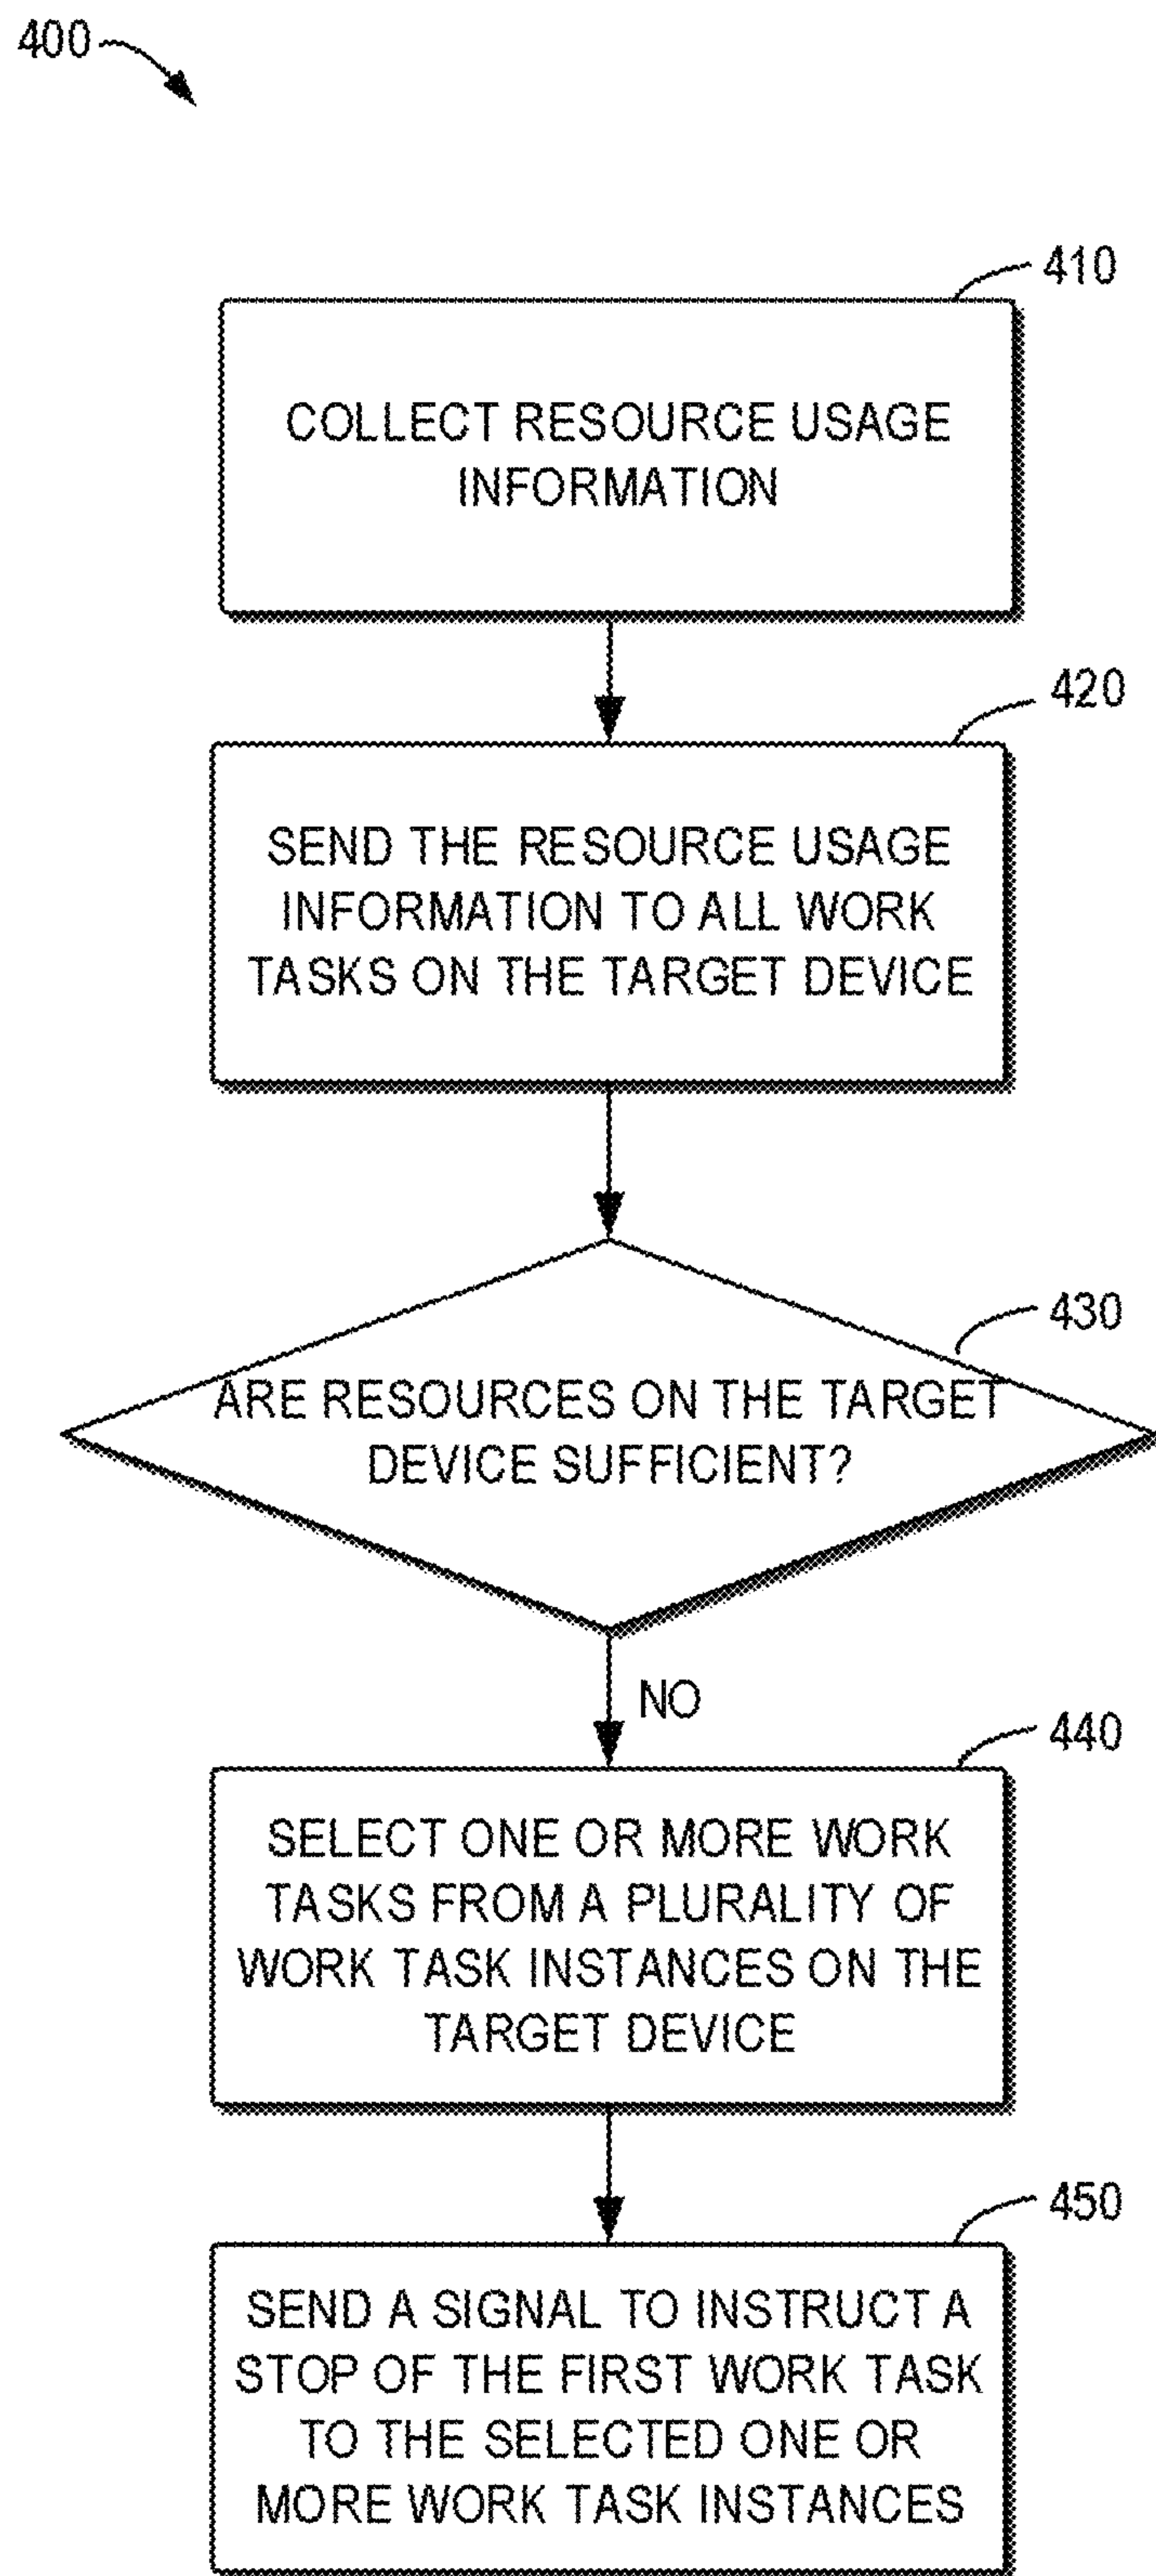 400
410
COLLECT RESOURCE USAGE
INFORMATION
420
SEND THE RESOURCE USAGE
INFORMATION TO ALL WORK
TASKS ON THE TARGET DEVICE
430
ARE RESOURCES ON THE TARGET
DEVICE SUFFICIENT?
NO
440
SELECT ONE OR MORE WORK
TASKS FROM A PLURALITY OF
WORK TASK INSTANCES ON THE
TARGET DEVICE
450
SEND A SIGNAL TO INSTRUCT A
STOP OF THE FIRST WORK TASK
TO THE SELECTED ONE OR
MORE WORK TASK INSTANCES